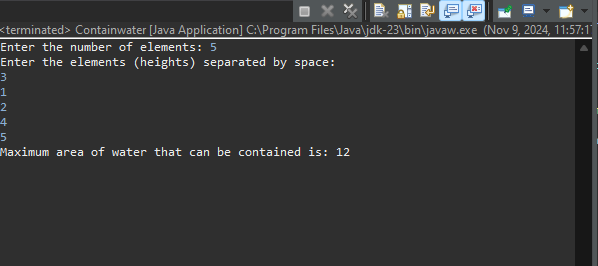 <terminated> Containwater [Java Application] C:\Program Files\Java\jdk-23\bin\javaw.exe (Nov 9, 2024, 11:57:1
Enter the number of elements: 5
Enter the elements (heights) separated by space:
3
1
2
4
5
Maximum area of water that can be contained is: 12